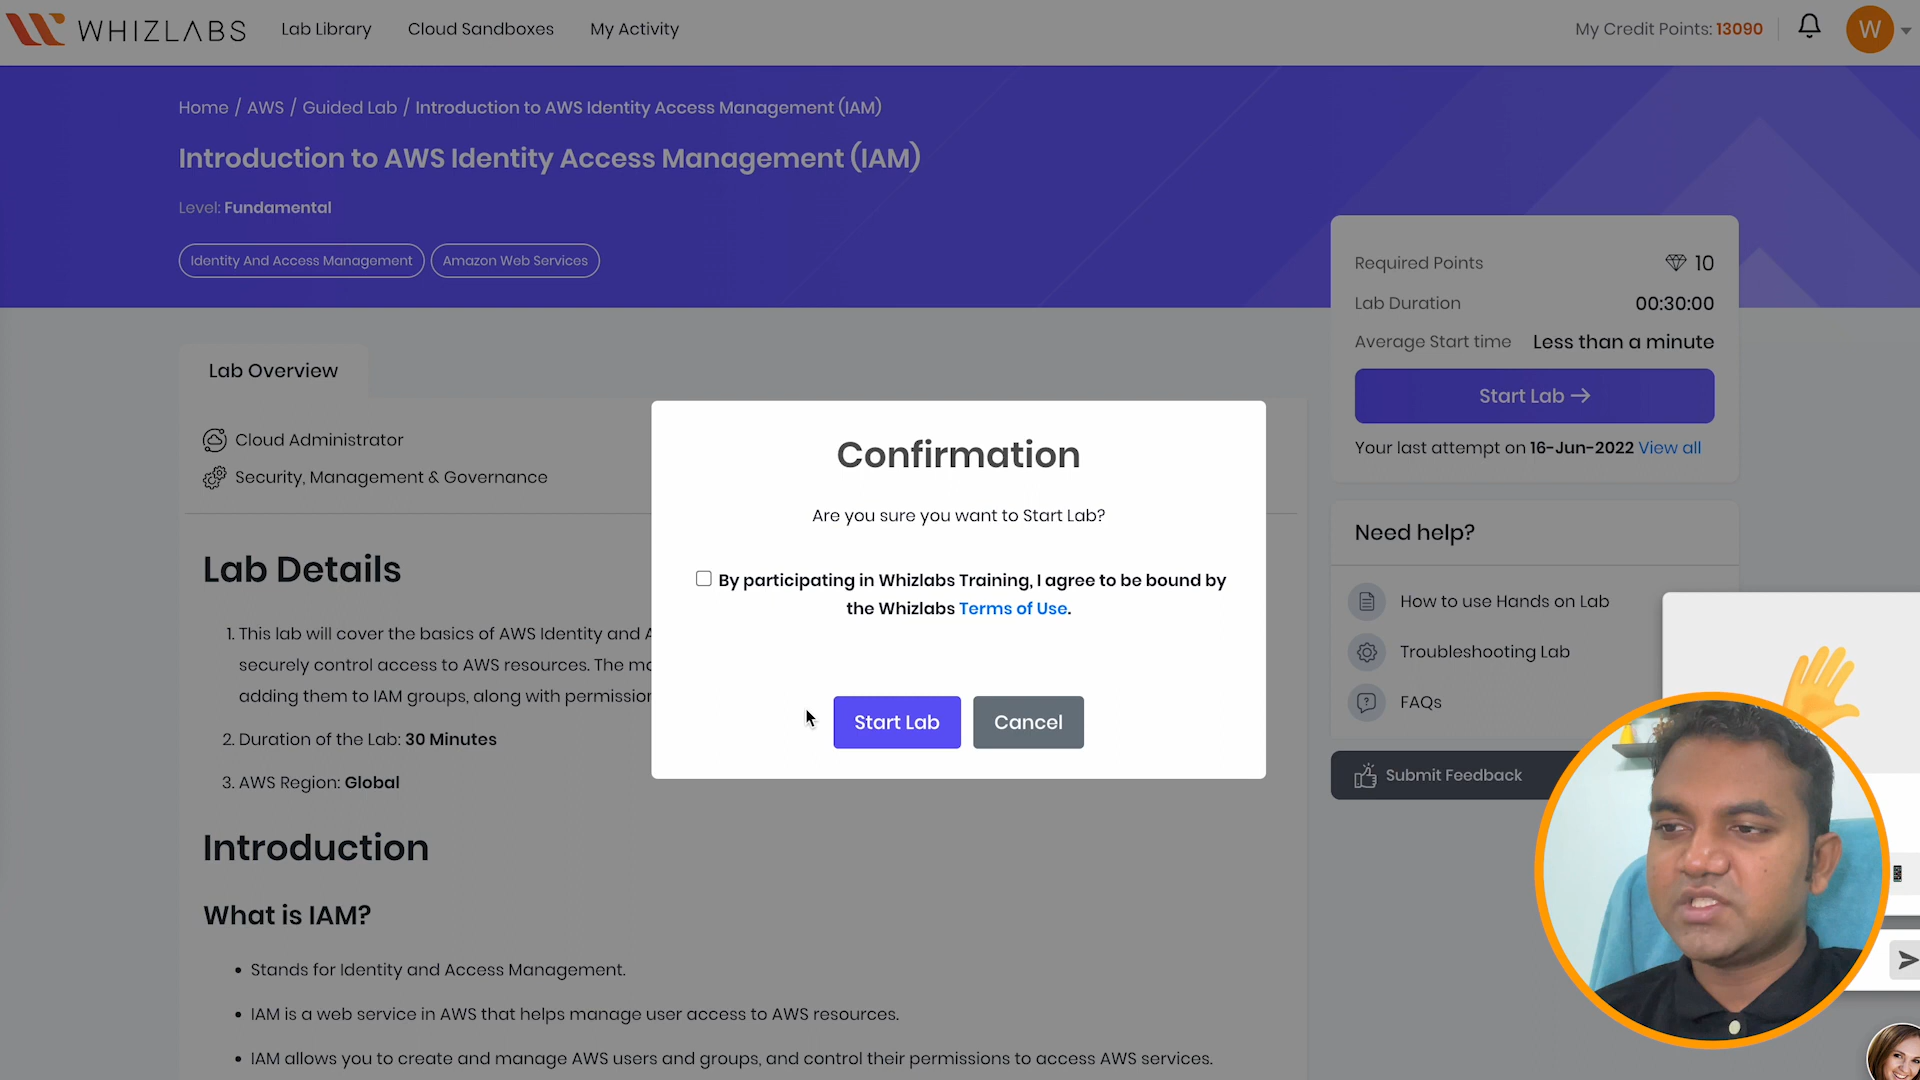 WHIZLABS
Lab Library
Cloud Sandboxes
My Activity
My Credit Points: 13090
W
Home / AWS / Guided Lab / Introduction to AWS Identity Access Management (IAM)
Introduction to AWS Identity Access Management (IAM)
Level: Fundamental
Identity And Access Management
Amazon Web Services
Required Points 10
Lab Duration 00:30:00
Average Start time Less than a minute
Start Lab →
Your last attempt on 16-Jun-2022 View all
Lab Overview
Cloud Administrator
Security, Management & Governance
Confirmation
Are you sure you want to Start Lab?
By participating in Whizlabs Training, I agree to be bound by
the Whizlabs Terms of Use.
Start Lab
Cancel
Need help?
How to use Hands on Lab
Troubleshooting Lab
FAQs
Submit Feedback
Lab Details
1. This lab will cover the basics of AWS Identity and
securely control access to AWS resources. The
adding them to IAM groups, along with
2. Duration of the Lab: 30 Minutes
3. AWS Region: Global
Introduction
What is IAM?
• Stands for Identity and Access Management.
• IAM is a web service in AWS that helps manage user access to AWS resources.
• IAM allows you to create and manage AWS users and groups, and control their permissions to access AWS services.